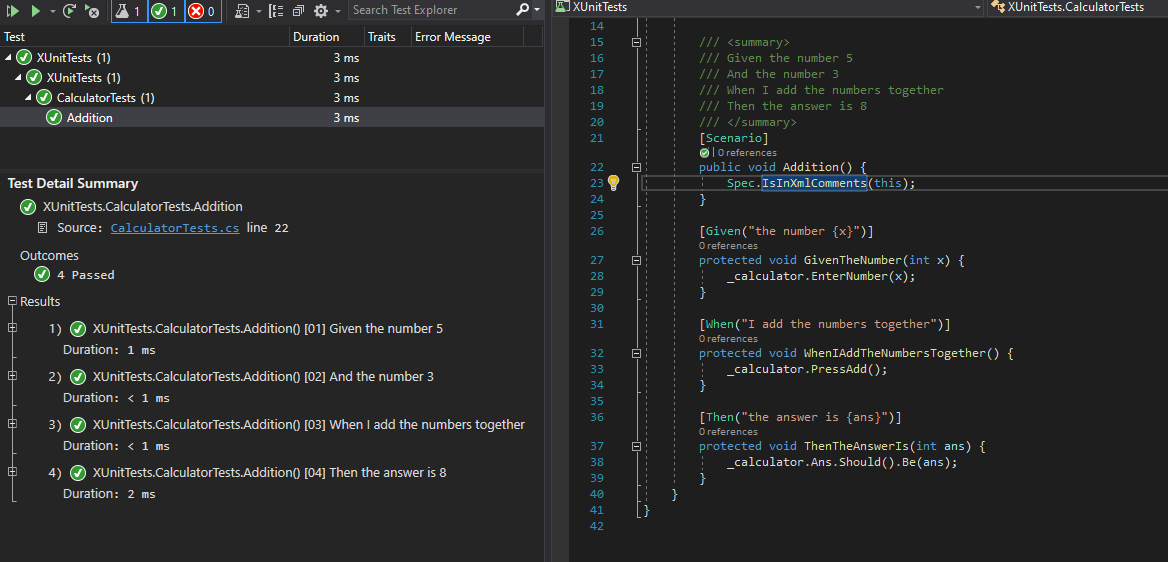 1 1 0 Search Test Explorer
Test Duration Traits Error Message
XUnitTests (1) 3 ms
XUnitTests (1) 3 ms
CalculatorTests (1) 3 ms
Addition 3 ms
Test Detail Summary
XUnitTests.CalculatorTests.Addition
Source: CalculatorTests.cs line 22
Outcomes
4 Passed
Results
1) XUnitTests.CalculatorTests.Addition() [01] Given the number 5
Duration: 1 ms
2) XUnitTests.CalculatorTests.Addition() [02] And the number 3
Duration: < 1 ms
3) XUnitTests.CalculatorTests.Addition() [03] When I add the numbers together
Duration: < 1 ms
4) XUnitTests.CalculatorTests.Addition() [04] Then the answer is 8
Duration: 2 ms
XUnitTests XUnitTests.CalculatorTests
14
15 /// <summary>
16 /// Given the number 5
17 /// And the number 3
18 /// When I add the numbers together
19 /// Then the answer is 8
20 /// </summary>
21 [Scenario]
0 references
22 public void Addition() {
23 Spec.IsInXmlComments(this);
24 }
25
26 [Given("the number {x}")]
0 references
27 protected void GivenTheNumber(int x) {
28 _calculator.EnterNumber(x);
29 }
30
31 [When("I add the numbers together")]
0 references
32 protected void WhenIAddTheNumbersTogether() {
33 _calculator.PressAdd();
34 }
35
36 [Then("the answer is {ans}")]
0 references
37 protected void ThenTheAnswerIs(int ans) {
38 _calculator.Ans.Should().Be(ans);
39 }
40 }
41 }
42